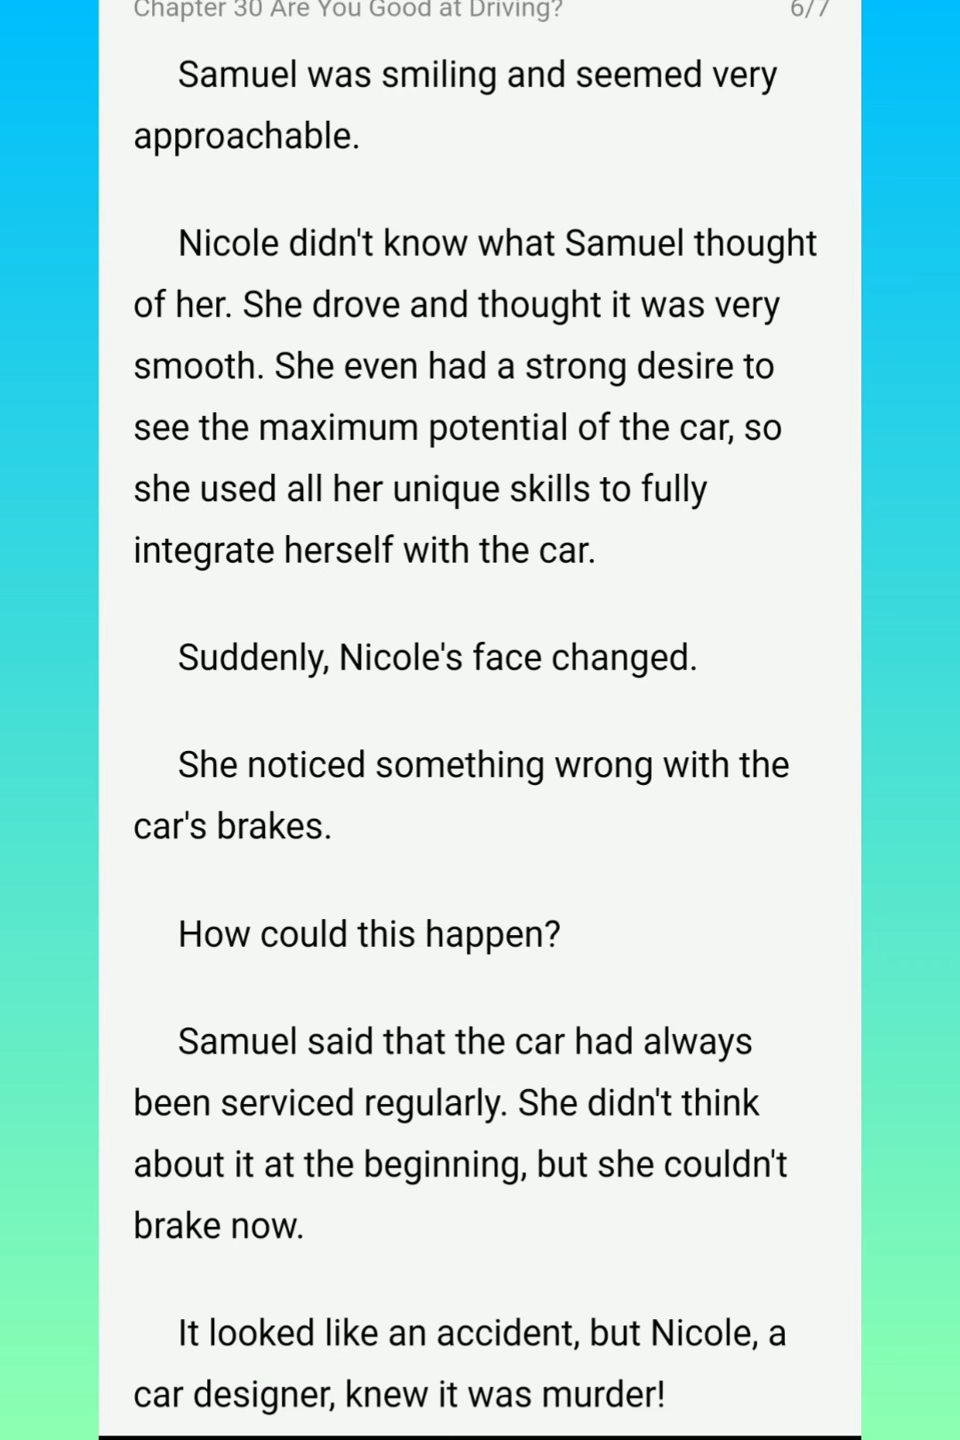 Chapter 30 Are You Good at Driving? 6/7
Samuel was smiling and seemed very
approachable.
Nicole didn't know what Samuel thought
of her. She drove and thought it was very
smooth. She even had a strong desire to
see the maximum potential of the car, so
she used all her unique skills to fully
integrate herself with the car.
Suddenly, Nicole's face changed.
She noticed something wrong with the
car's brakes.
How could this happen?
Samuel said that the car had always
been serviced regularly. She didn't think
about it at the beginning, but she couldn't
brake now.
It looked like an accident, but Nicole, a
car designer, knew it was murder!